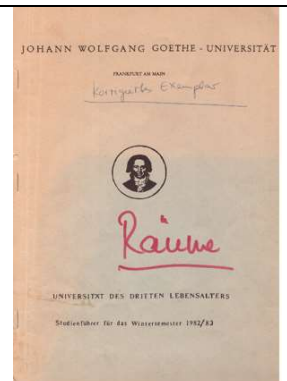 JOHANN WOLFGANG GOETHE - UNIVERSITÄT
FRANKFURT AM MAIN
Korrigiertes Exemplar
Räume
UNIVERSITÄT DES DRITTEN LEBENSALTERS
Studienführer für das Wintersemester 1982/83